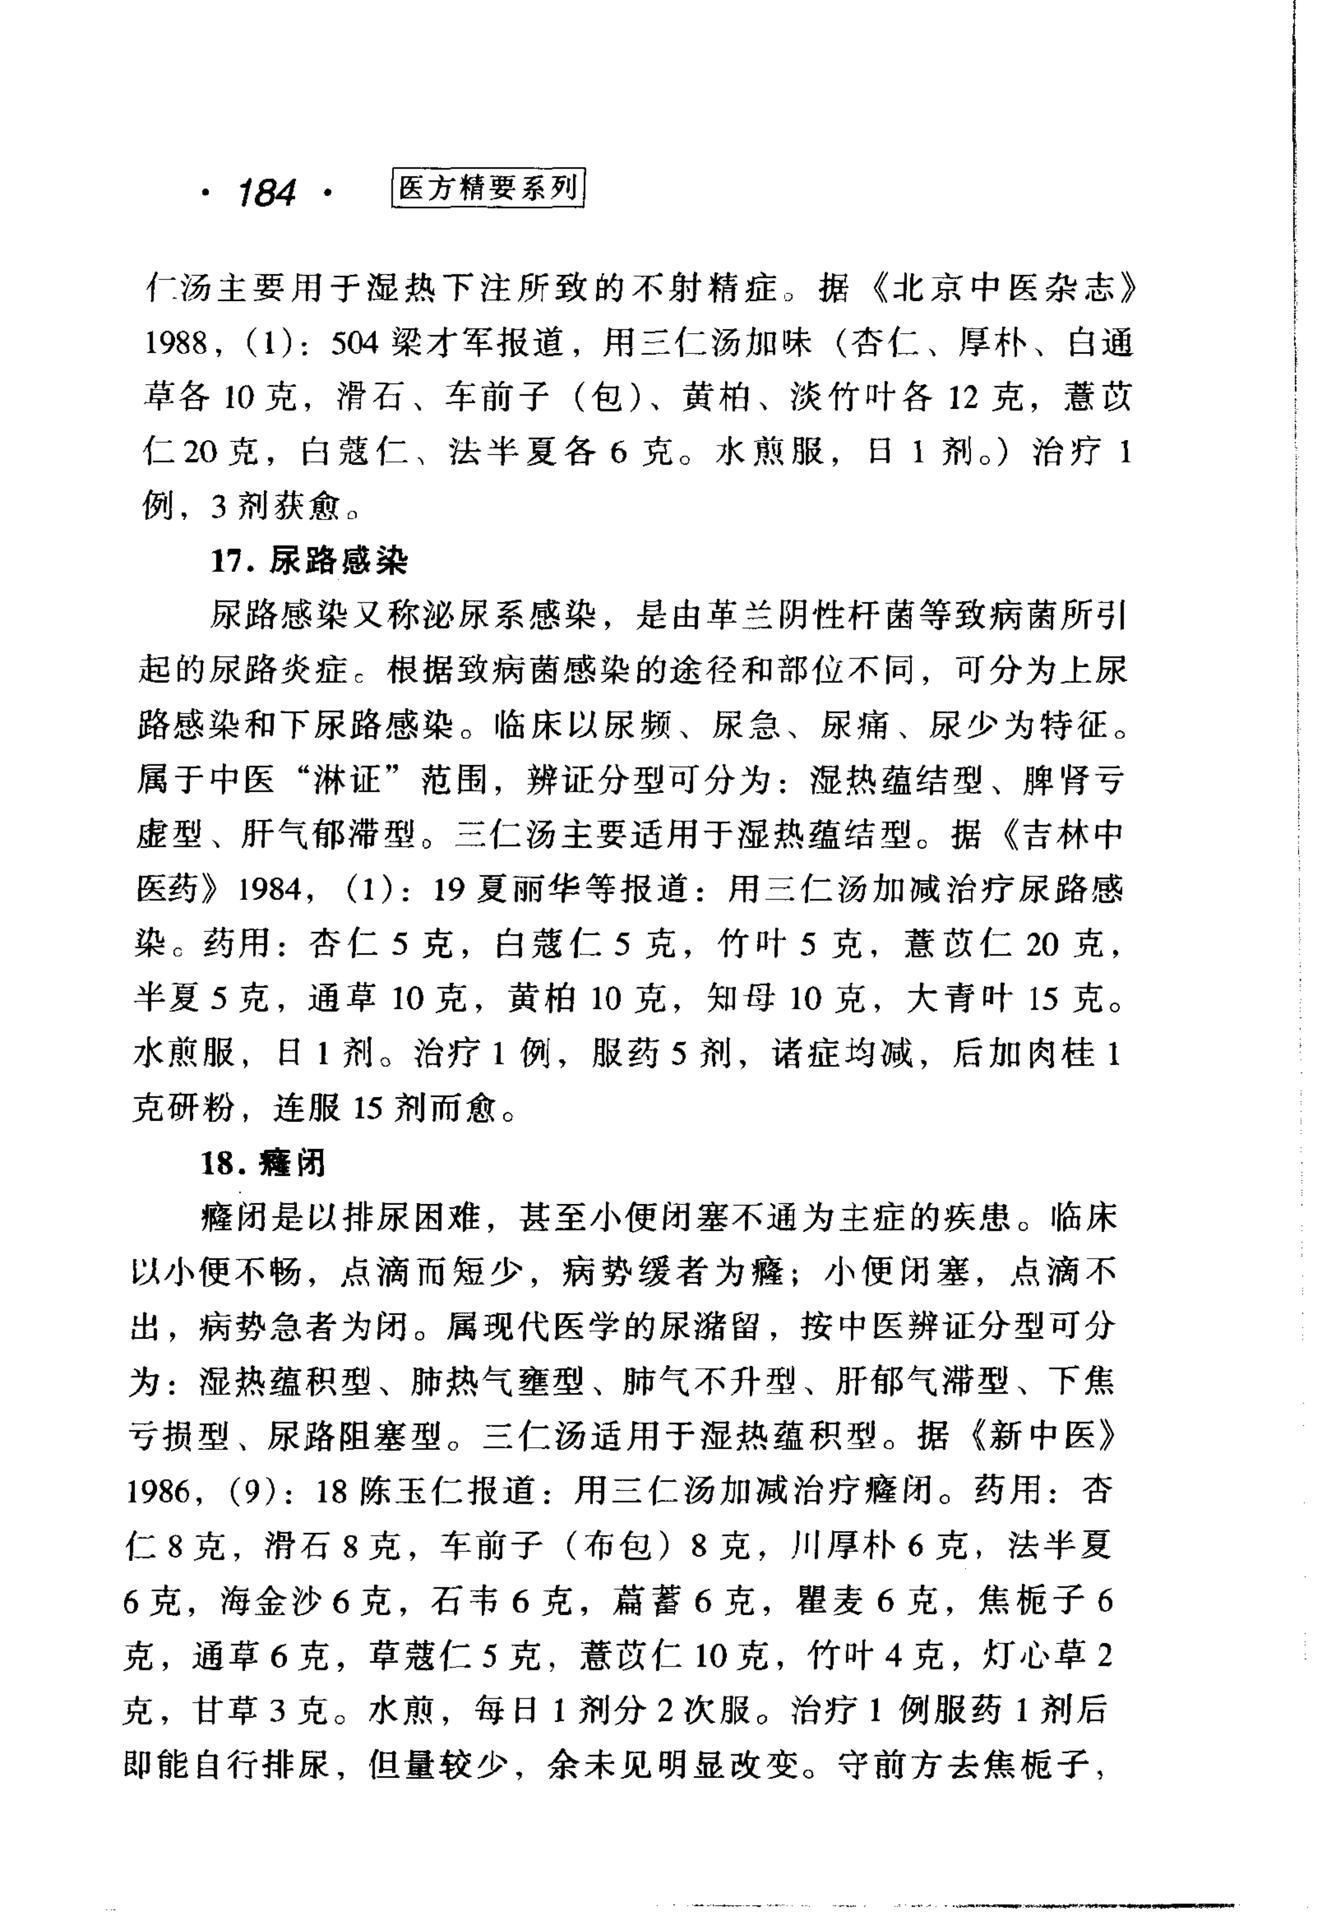 · 184 · 医方精要系列
仁汤主要用于湿热下注所致的不射精症。据《北京中医杂志》
1988，(1)：504 梁才军报道，用三仁汤加味（杏仁、厚朴、白通
草各 10 克，滑石、车前子（包）、黄柏、淡竹叶各 12 克，薏苡
仁 20 克，白蔻仁、法半夏各 6 克。水煎服，日 1 剂。）治疗 1
例，3 剂获愈。
17. 尿路感染
尿路感染又称泌尿系感染，是由革兰阴性杆菌等致病菌所引
起的尿路炎症。根据致病菌感染的途径和部位不同，可分为上尿
路感染和下尿路感染。临床以尿频、尿急、尿痛、尿少为特征。
属于中医“淋证”范围，辨证分型可分为：湿热蕴结型、脾肾亏
虚型、肝气郁滞型。三仁汤主要适用于湿热蕴结型。据《吉林中
医药》1984，(1)：19 夏丽华等报道：用三仁汤加减治疗尿路感
染。药用：杏仁 5 克，白蔻仁 5 克，竹叶 5 克，薏苡仁 20 克，
半夏 5 克，通草 10 克，黄柏 10 克，知母 10 克，大青叶 15 克。
水煎服，日 1 剂。治疗 1 例，服药 5 剂，诸症均减，后加肉桂 1
克研粉，连服 15 剂而愈。
18. 癃闭
癃闭是以排尿困难，甚至小便闭塞不通为主症的疾患。临床
以小便不畅，点滴而短少，病势缓者为癃；小便闭塞，点滴不
出，病势急者为闭。属现代医学的尿潴留，按中医辨证分型可分
为：湿热蕴积型、肺热气壅型、肺气不升型、肝郁气滞型、下焦
亏损型、尿路阻塞型。三仁汤适用于湿热蕴积型。据《新中医》
1986，(9)：18 陈玉仁报道：用三仁汤加减治疗癃闭。药用：杏
仁 8 克，滑石 8 克，车前子（布包）8 克，川厚朴 6 克，法半夏
6 克，海金沙 6 克，石韦 6 克，萹蓄 6 克，瞿麦 6 克，焦栀子 6
克，通草 6 克，草蔻仁 5 克，薏苡仁 10 克，竹叶 4 克，灯心草 2
克，甘草 3 克。水煎，每日 1 剂分 2 次服。治疗 1 例服药 1 剂后
即能自行排尿，但量较少，余未见明显改变。守前方去焦栀子，